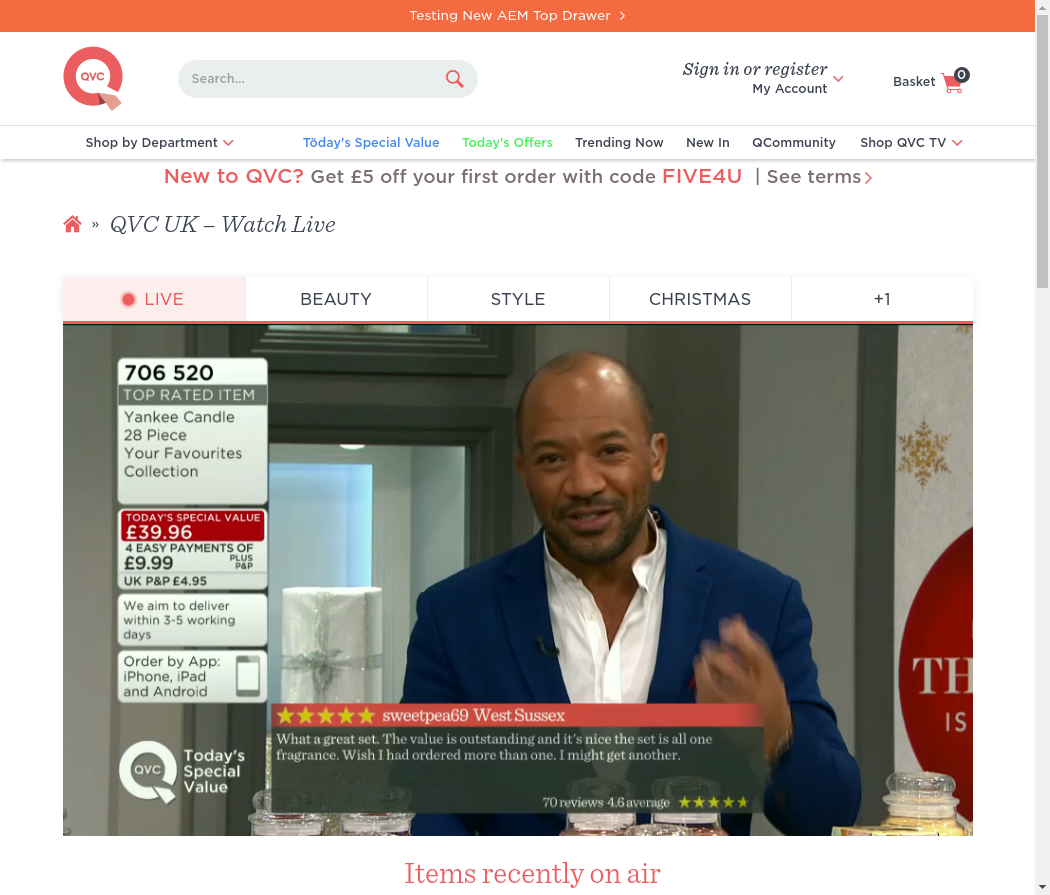 Testing New AEM Top Drawer
QVC
Search...
Sign in or register
My Account
Basket
0
Shop by Department
Töday's Special Value
Today's Offers
Trending Now
New In
QCommunity
Shop QVC TV
New to QVC? Get £5 off your first order with code FIVE4U | See terms
» QVC UK – Watch Live
LIVE
BEAUTY
STYLE
CHRISTMAS
+1
706 520
TOP RATED ITEM
Yankee Candle
28 Piece
Your Favourites
Collection
TODAY'S SPECIAL VALUE
£39.96
4 EASY PAYMENTS OF
£9.99 PLUS P&P
UK P&P £4.95
We aim to deliver
within 3-5 working
days
Order by App:
iPhone, iPad
and Android
QVC
Today's
Special
Value
sweetpea69 West Sussex
What a great set. The value is outstanding and it's nice the set is all one
fragrance. Wish I had ordered more than one. I might get another.
70 reviews 4.6 average
TH
IS
Items recently on air